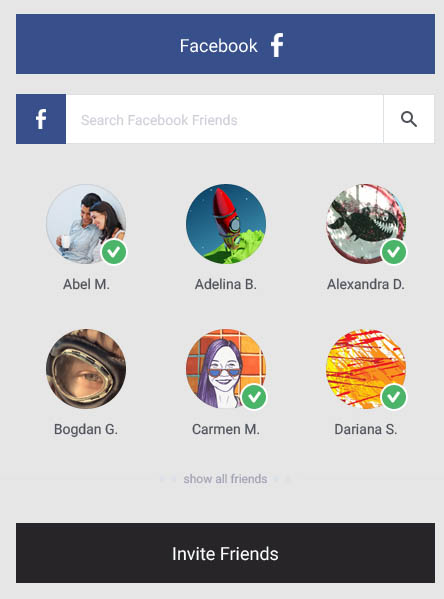 Facebook
Search Facebook Friends
Abel M.
Adelina B.
Alexandra D.
Bogdan G.
Carmen M.
Dariana S.
show all friends
Invite Friends